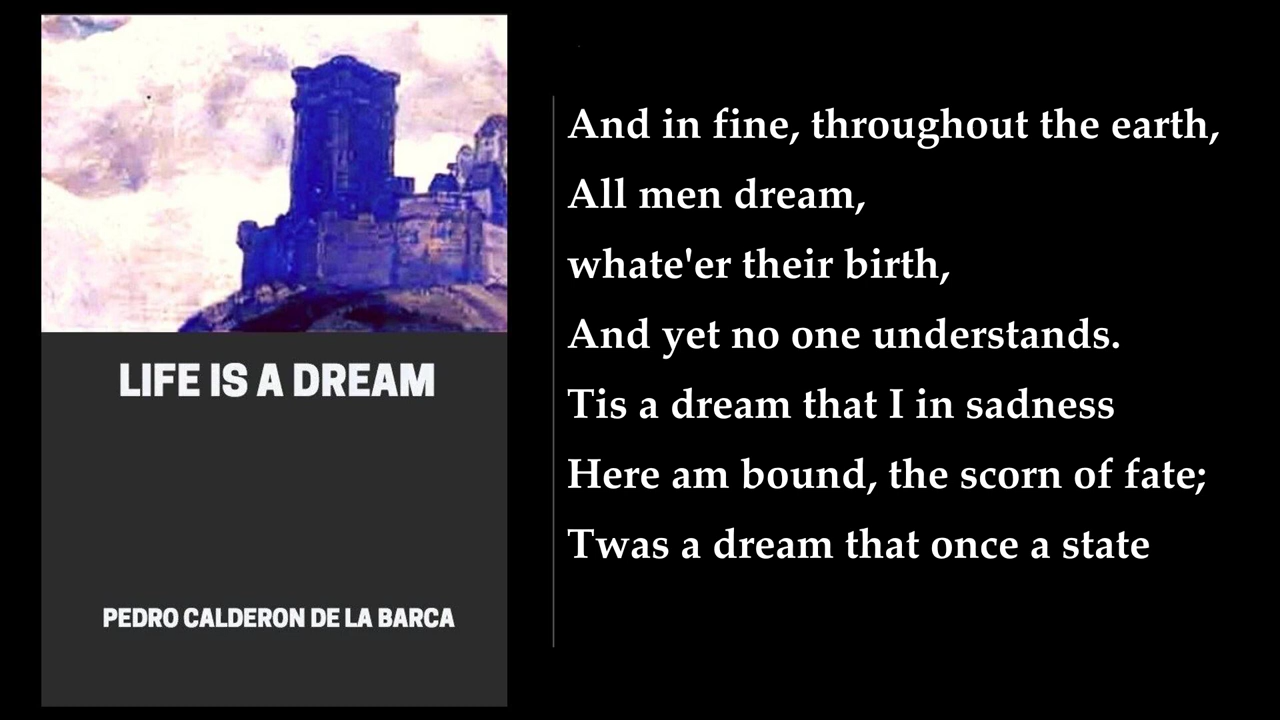 LIFE IS A DREAM
PEDRO CALDERON DE LA BARCA
And in fine, throughout the earth,
All men dream,
whate'er their birth,
And yet no one understands.
Tis a dream that I in sadness
Here am bound, the scorn of fate;
Twas a dream that once a state